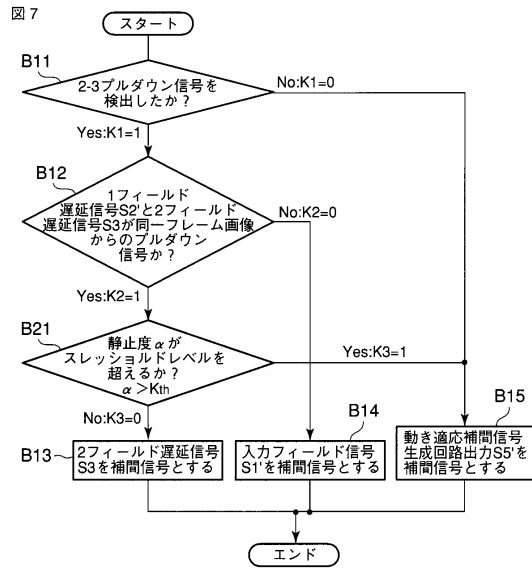 図7
スタート
B11
2-3プルダウン信号を
検出したか？
No:K1=0
Yes:K1=1
B12
1フィールド
遅延信号S2'と2フィールド
遅延信号S3が同一フレーム画像
からのプルダウン
信号か？
No:K2=0
Yes:K2=1
B21
静止度αが
スレッショルドレベルを
超えるか？
α＞Kth
Yes:K3=1
No:K3=0
B13
2フィールド遅延信号
S3を補間信号とする
B14
入力フィールド信号
S1'を補間信号とする
B15
動き適応補間信号
生成回路出力S5'を
補間信号とする
エンド